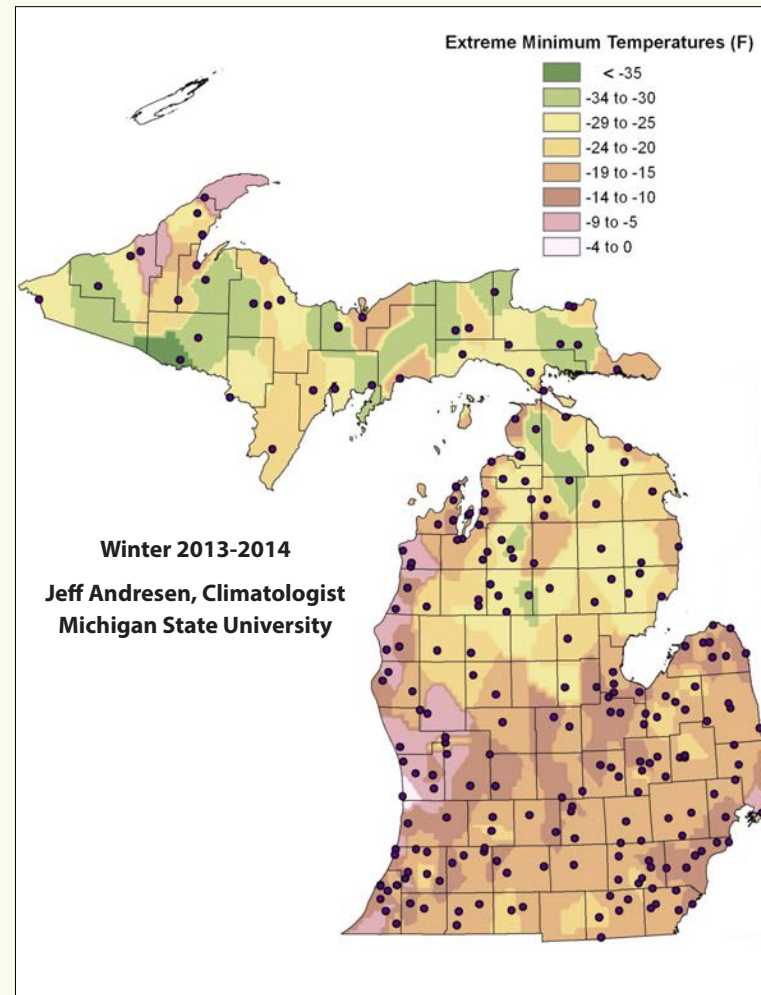 Extreme Minimum Temperatures (F)
< -35
-34 to -30
-29 to -25
-24 to -20
-19 to -15
-14 to -10
-9 to -5
-4 to 0
Winter 2013-2014
Jeff Andresen, Climatologist
Michigan State University